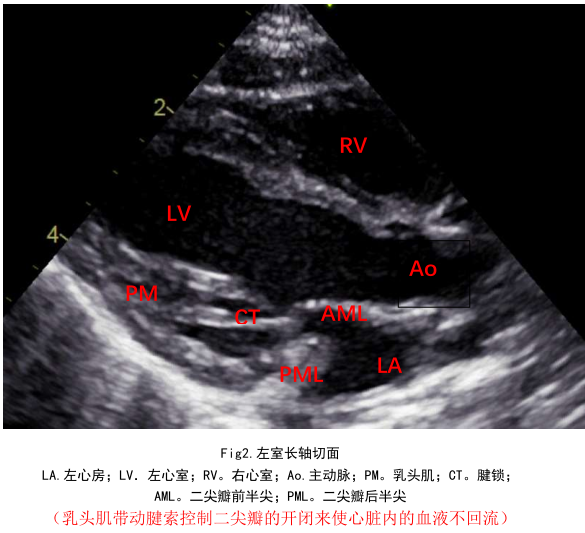 2
RV
LV
4
Ao
PM
CT
AML
PML
LA
Fig2.左室长轴切面
LA.左心房；LV. 左心室；RV。右心室；Ao.主动脉；PM。乳头肌；CT。腱锁；
AML。二尖瓣前半尖；PML。二尖瓣后半尖
（乳头肌带动腱索控制二尖瓣的开闭来使心脏内的血液不回流）